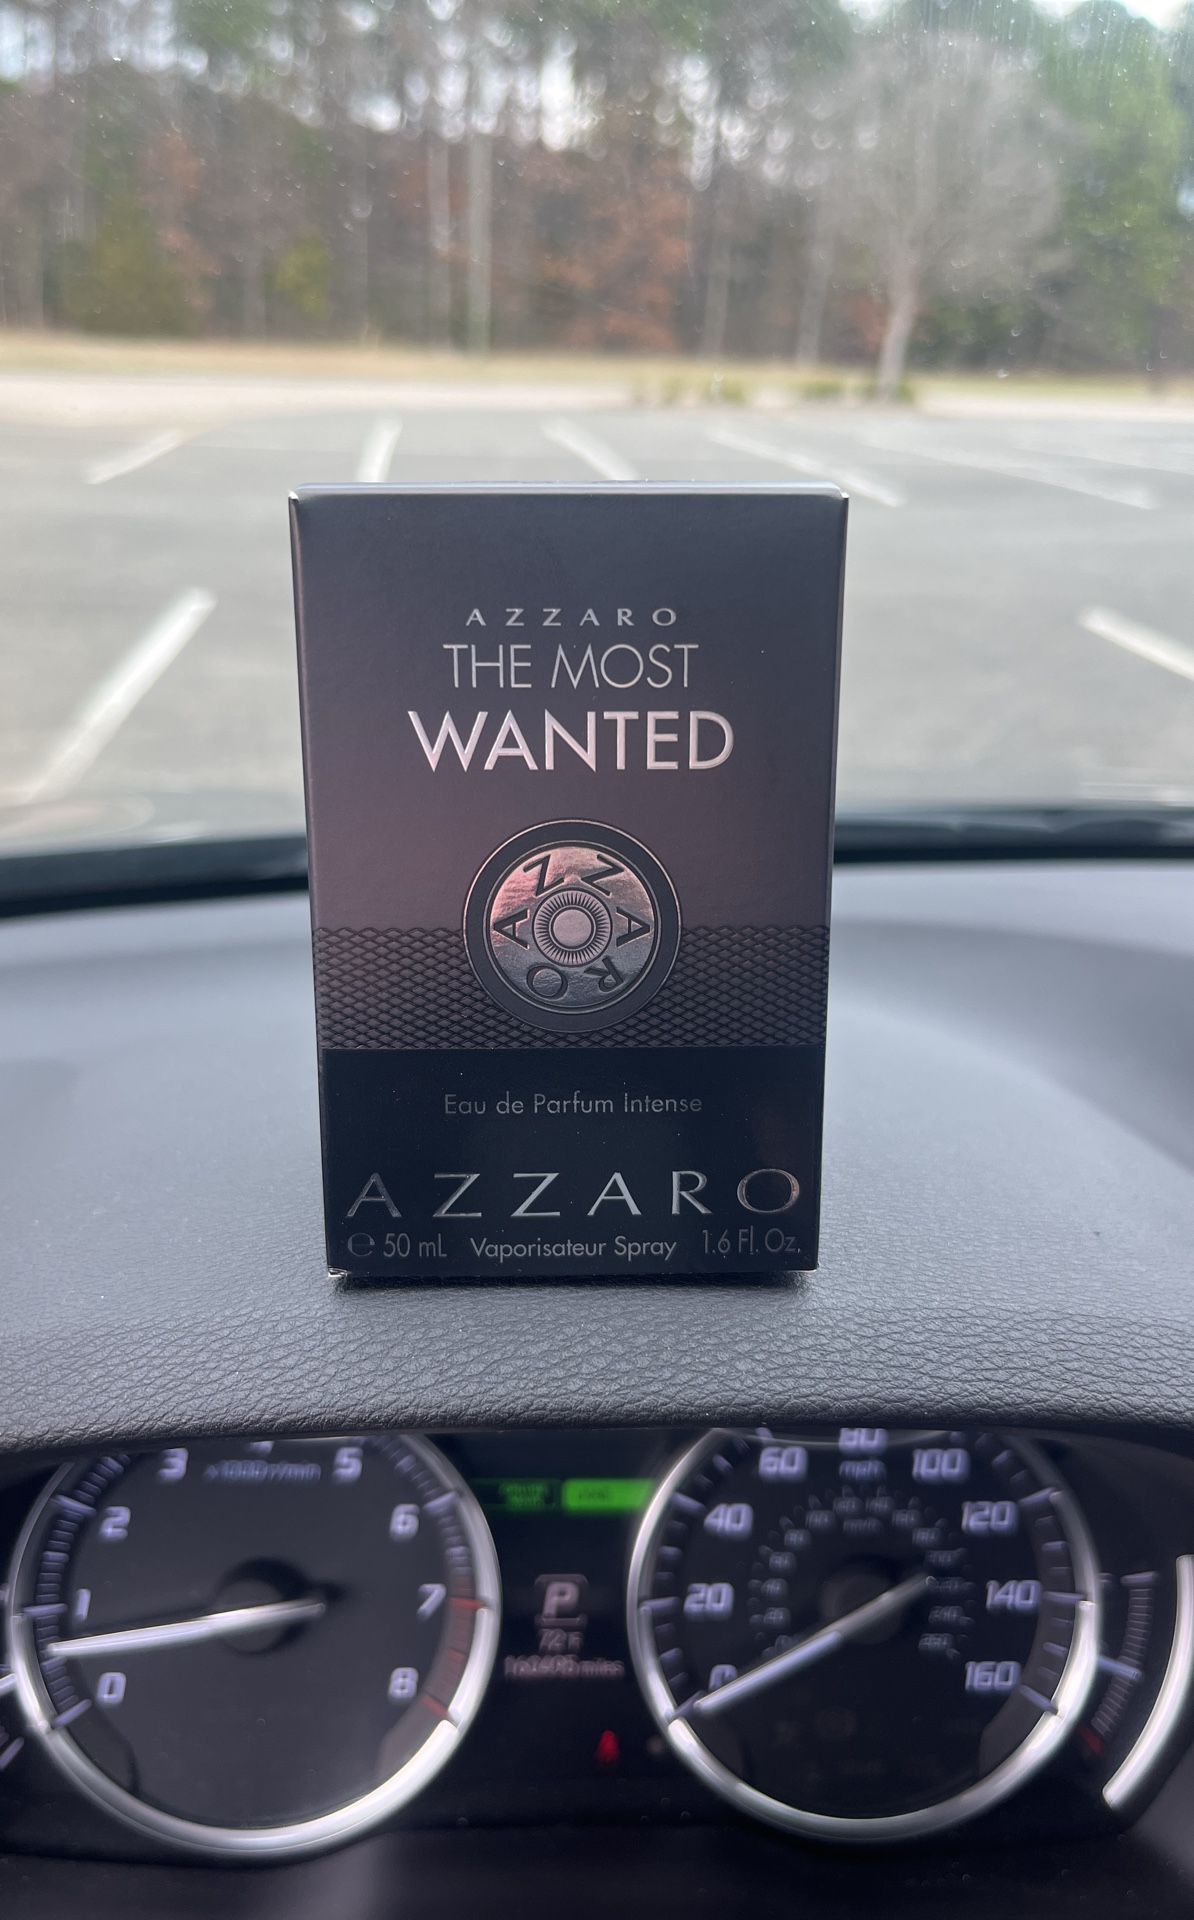 AZZARO
THE MOST
WANTED
AZZARO
Eau de Parfum Intense
AZZARO
e 50 mL Vaporisateur Spray 1.6 Fl. Oz.
3 5
2 6
1 7
0 8
60 80 100
mph
40 120
20 140
0 160
P